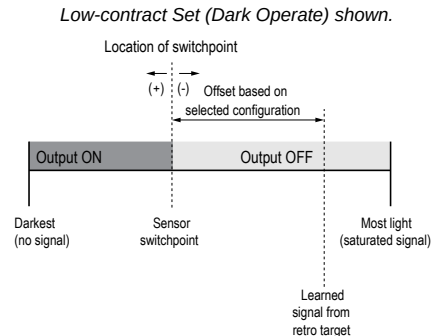 Low-contract Set (Dark Operate) shown.
Location of switchpoint
(+) (-)
Offset based on
selected configuration
Output ON
Output OFF
Darkest
(no signal)
Sensor
switchpoint
Most light
(saturated signal)
Learned
signal from
retro target